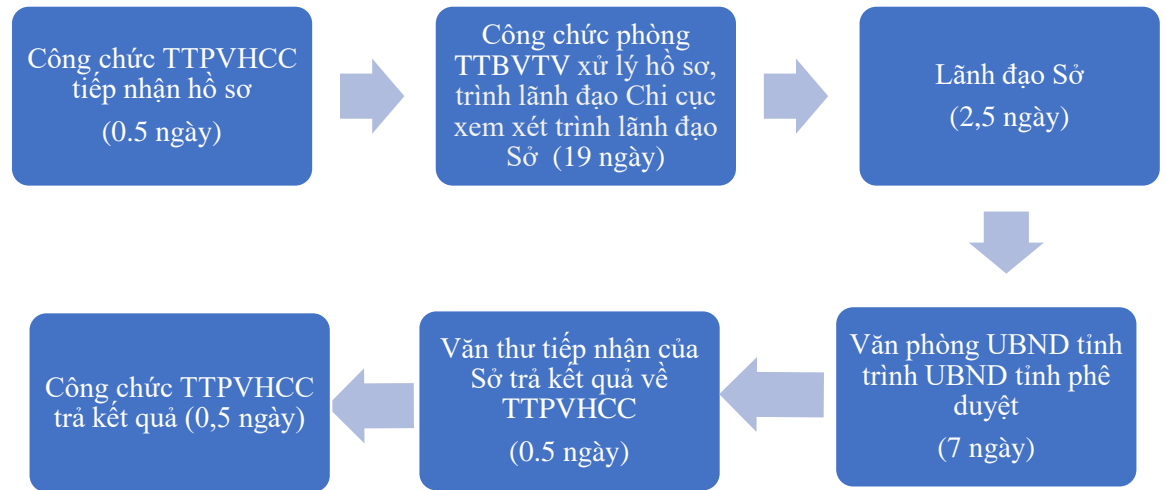 Công chức TTPVHCC
tiếp nhận hồ sơ
(0.5 ngày)
Công chức phòng
TTBVTV xử lý hồ sơ,
trình lãnh đạo Chi cục
xem xét trình lãnh đạo
Sở (19 ngày)
Lãnh đạo Sở
(2,5 ngày)
Văn phòng UBND tỉnh
trình UBND tỉnh phê
duyệt
(7 ngày)
Văn thư tiếp nhận của
Sở trả kết quả về
TTPVHCC
(0.5 ngày)
Công chức TTPVHCC
trả kết quả (0,5 ngày)